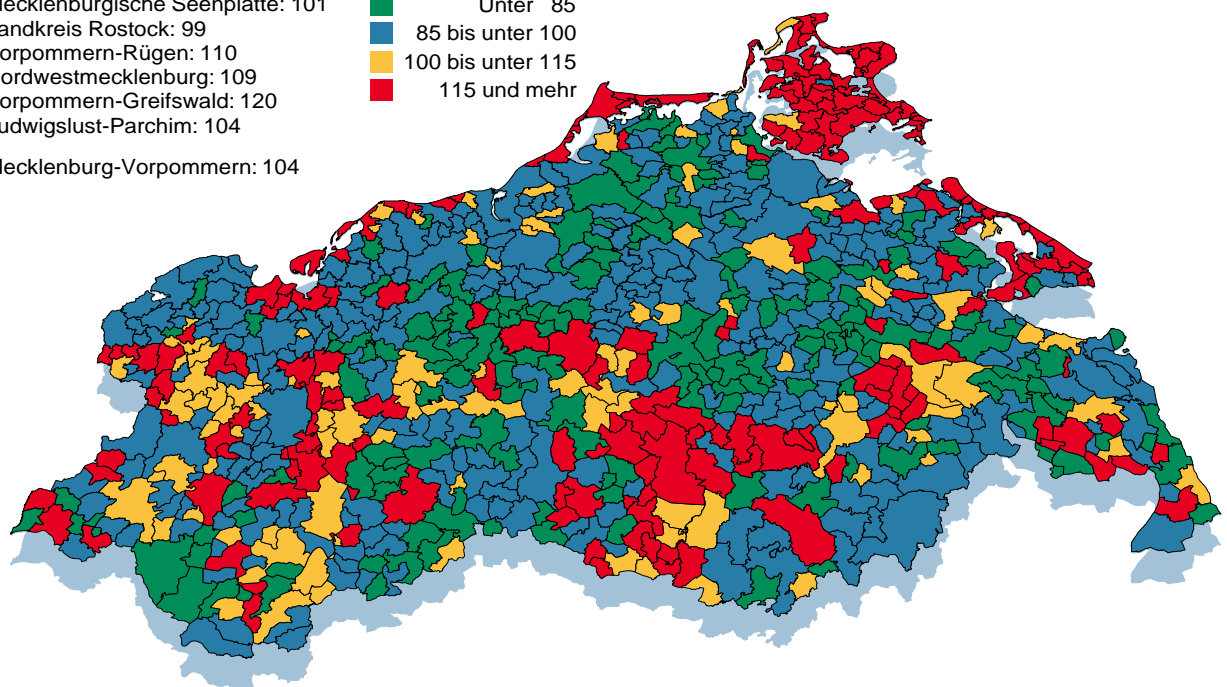 ecklenburgische Seenplatte: 101
andkreis Rostock: 99
orpommern-Rügen: 110
ordwestmecklenburg: 109
orpommern-Greifswald: 120
udwigslust-Parchim: 104
ecklenburg-Vorpommern: 104
Unter 85
85 bis unter 100
100 bis unter 115
115 und mehr